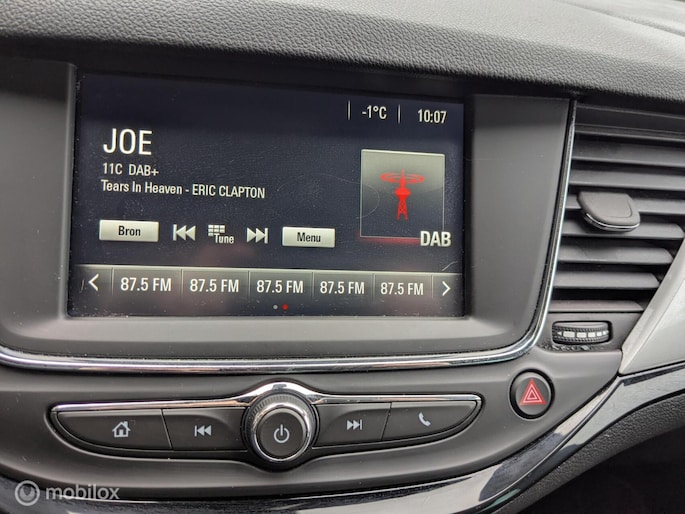 -1°C 10:07
JOE
11C DAB+
Tears In Heaven - ERIC CLAPTON
Bron Tune Menu
DAB
87.5 FM 87.5 FM 87.5 FM 87.5 FM 87.5 FM
mobilox